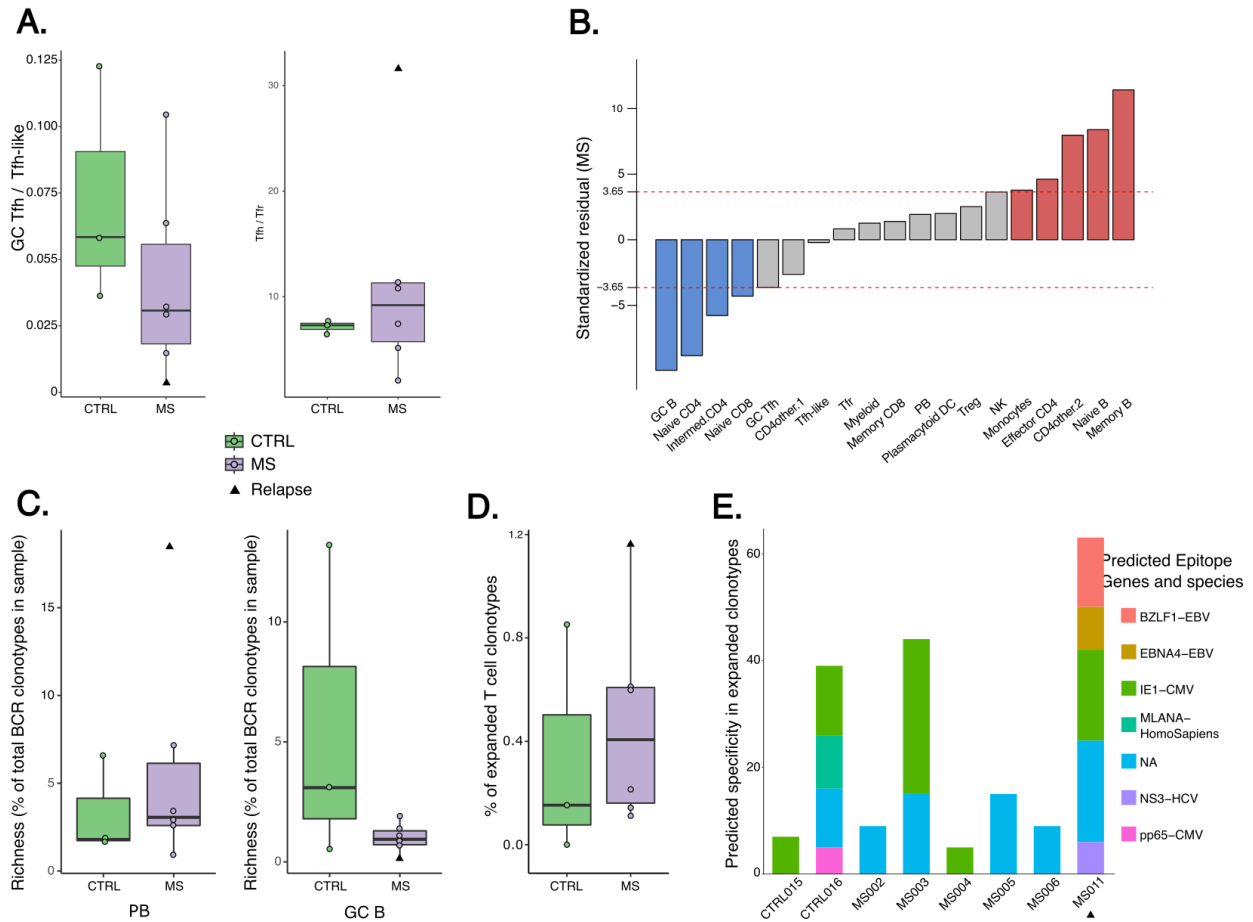 A.
GC Tfh / Tfh-like
0.125
0.100
0.075
0.055
0.025
0
CTRL
MS
Tfh / Tfr
30
20
10
CTRL
MS
CTRL
MS
Relapse
B.
Standardized residual (MS)
10
5
3.65
0
−3.65
−5
GC B
Naive CD4
Intermed.CD4
Naive CD8
GC Tfh
CD4other.1
Tfh-like
Tfr
Myeloid
Memory CD8
PB
Plasmacytoid DC
Treg
NK
Monocytes
Effector CD4
CD4other.2
Naive B
Memory B
C.
Richness (% of total BCR clonotypes in sample)
15
10
5
0
CTRL
MS
PB
Richness (% of total BCR clonotypes in sample)
10
5
0
CTRL
MS
GC B
D.
% of expanded T cell clonotypes
1.2
0.8
0.4
0.0
CTRL
MS
E.
Predicted specificity in expanded clonotypes
60
40
20
0
CTRL015
CTRL016
MS002
MS003
MS004
MS005
MS006
MS011
Predicted Epitope
Genes and species
BZLF1−EBV
EBNA4−EBV
IE1−CMV
MLANA−
HomoSapiens
NA
NS3−HCV
pp65−CMV